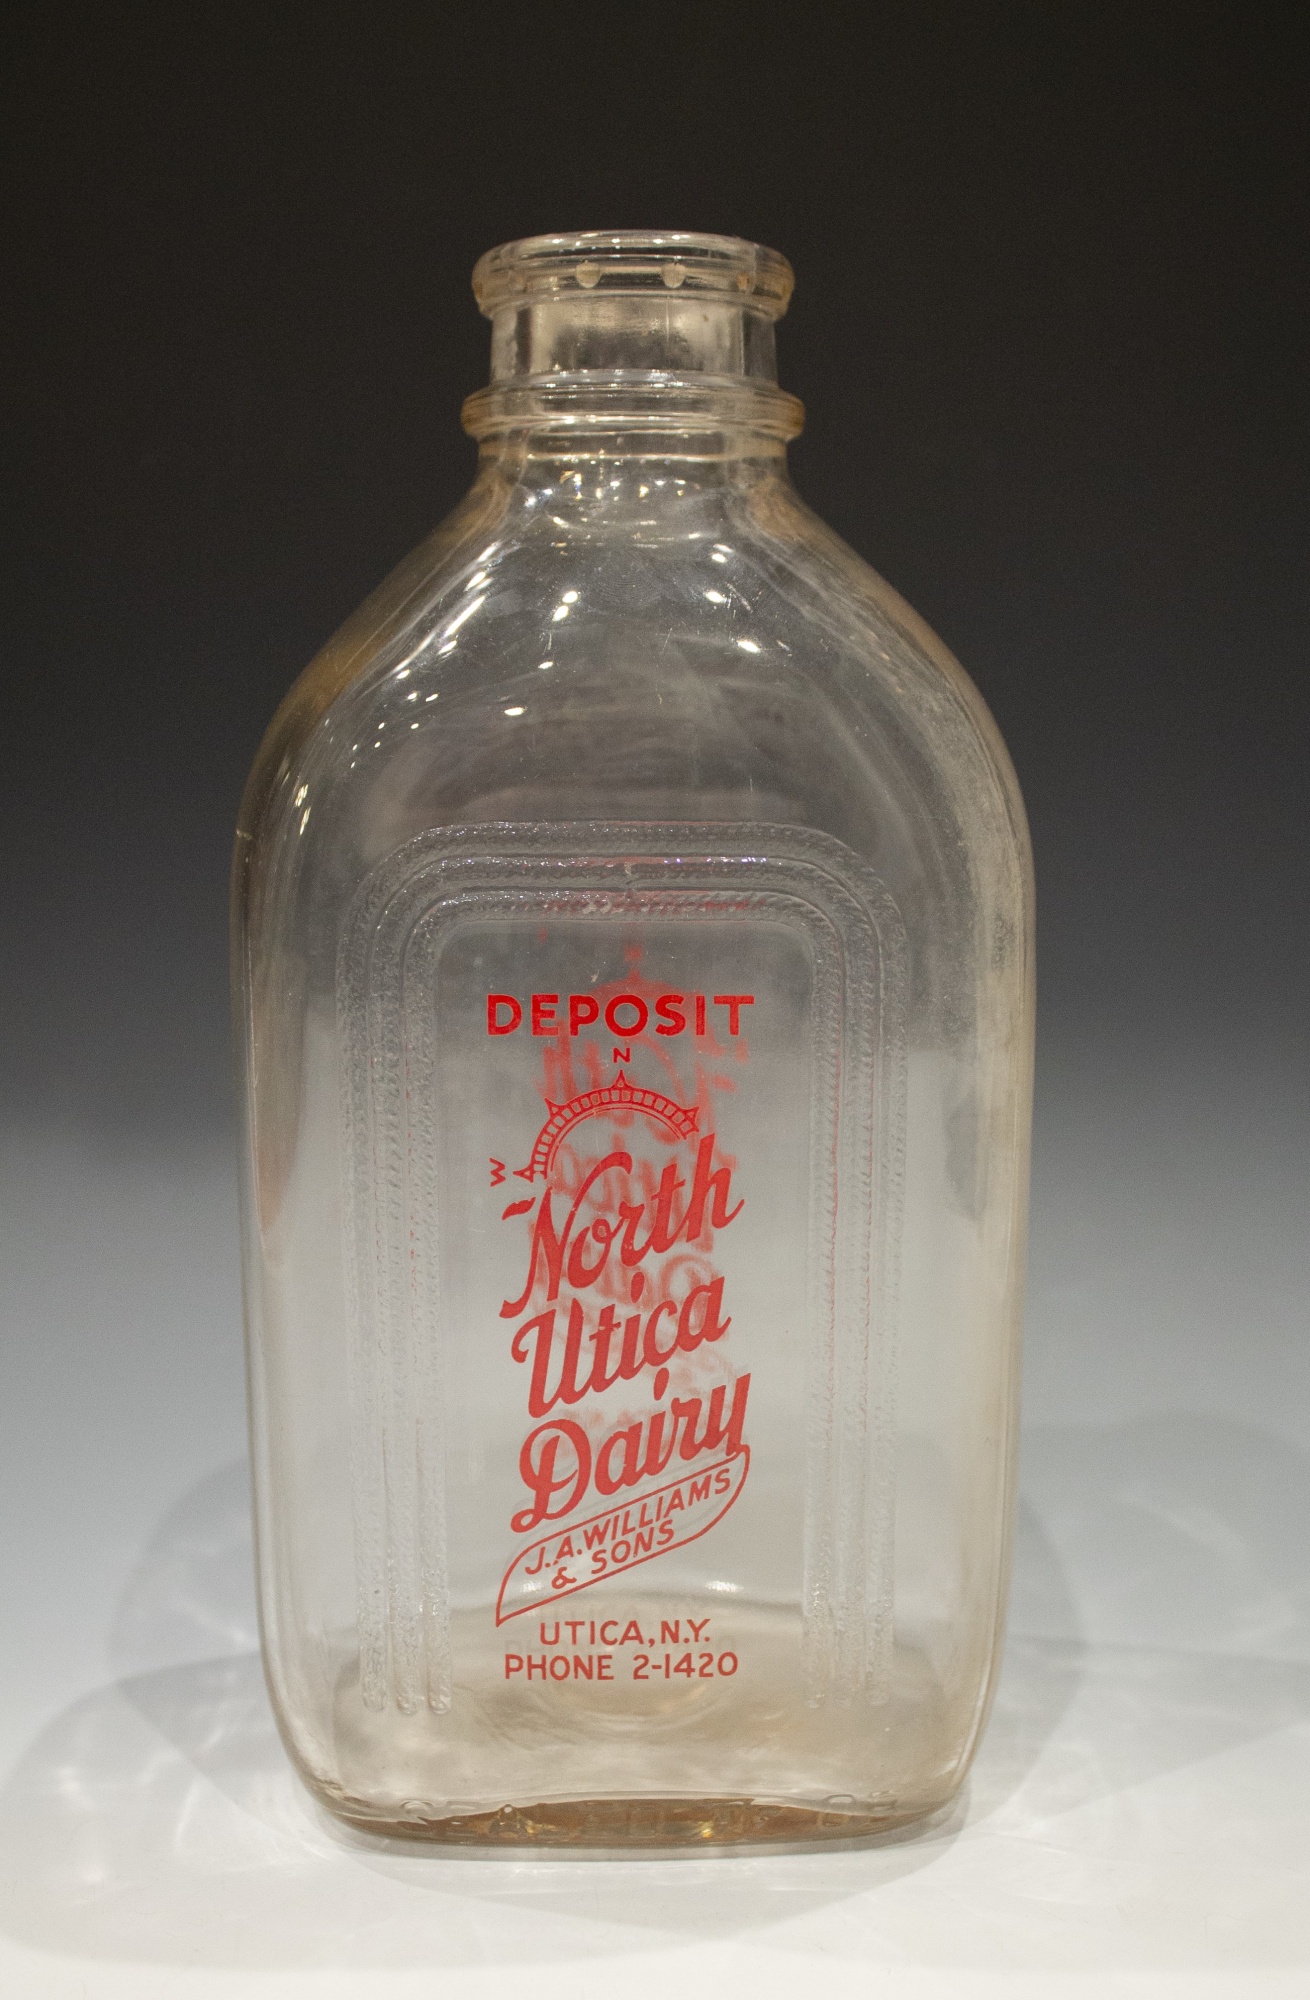 DEPOSIT
N
W
North
Utica
Dairy
J.A. WILLIAMS
& SONS
UTICA, N.Y.
PHONE 2-1420